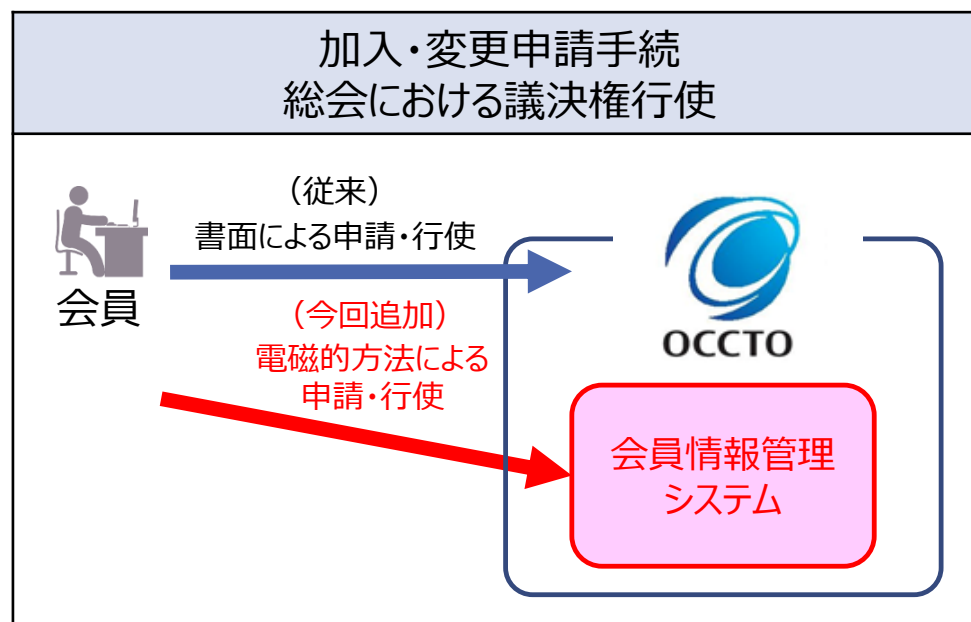 加入・変更申請手続
総会における議決権行使
（従来）
書面による申請・行使
会員
（今回追加）
電磁的方法による
申請・行使
OCCTO
会員情報管理
システム